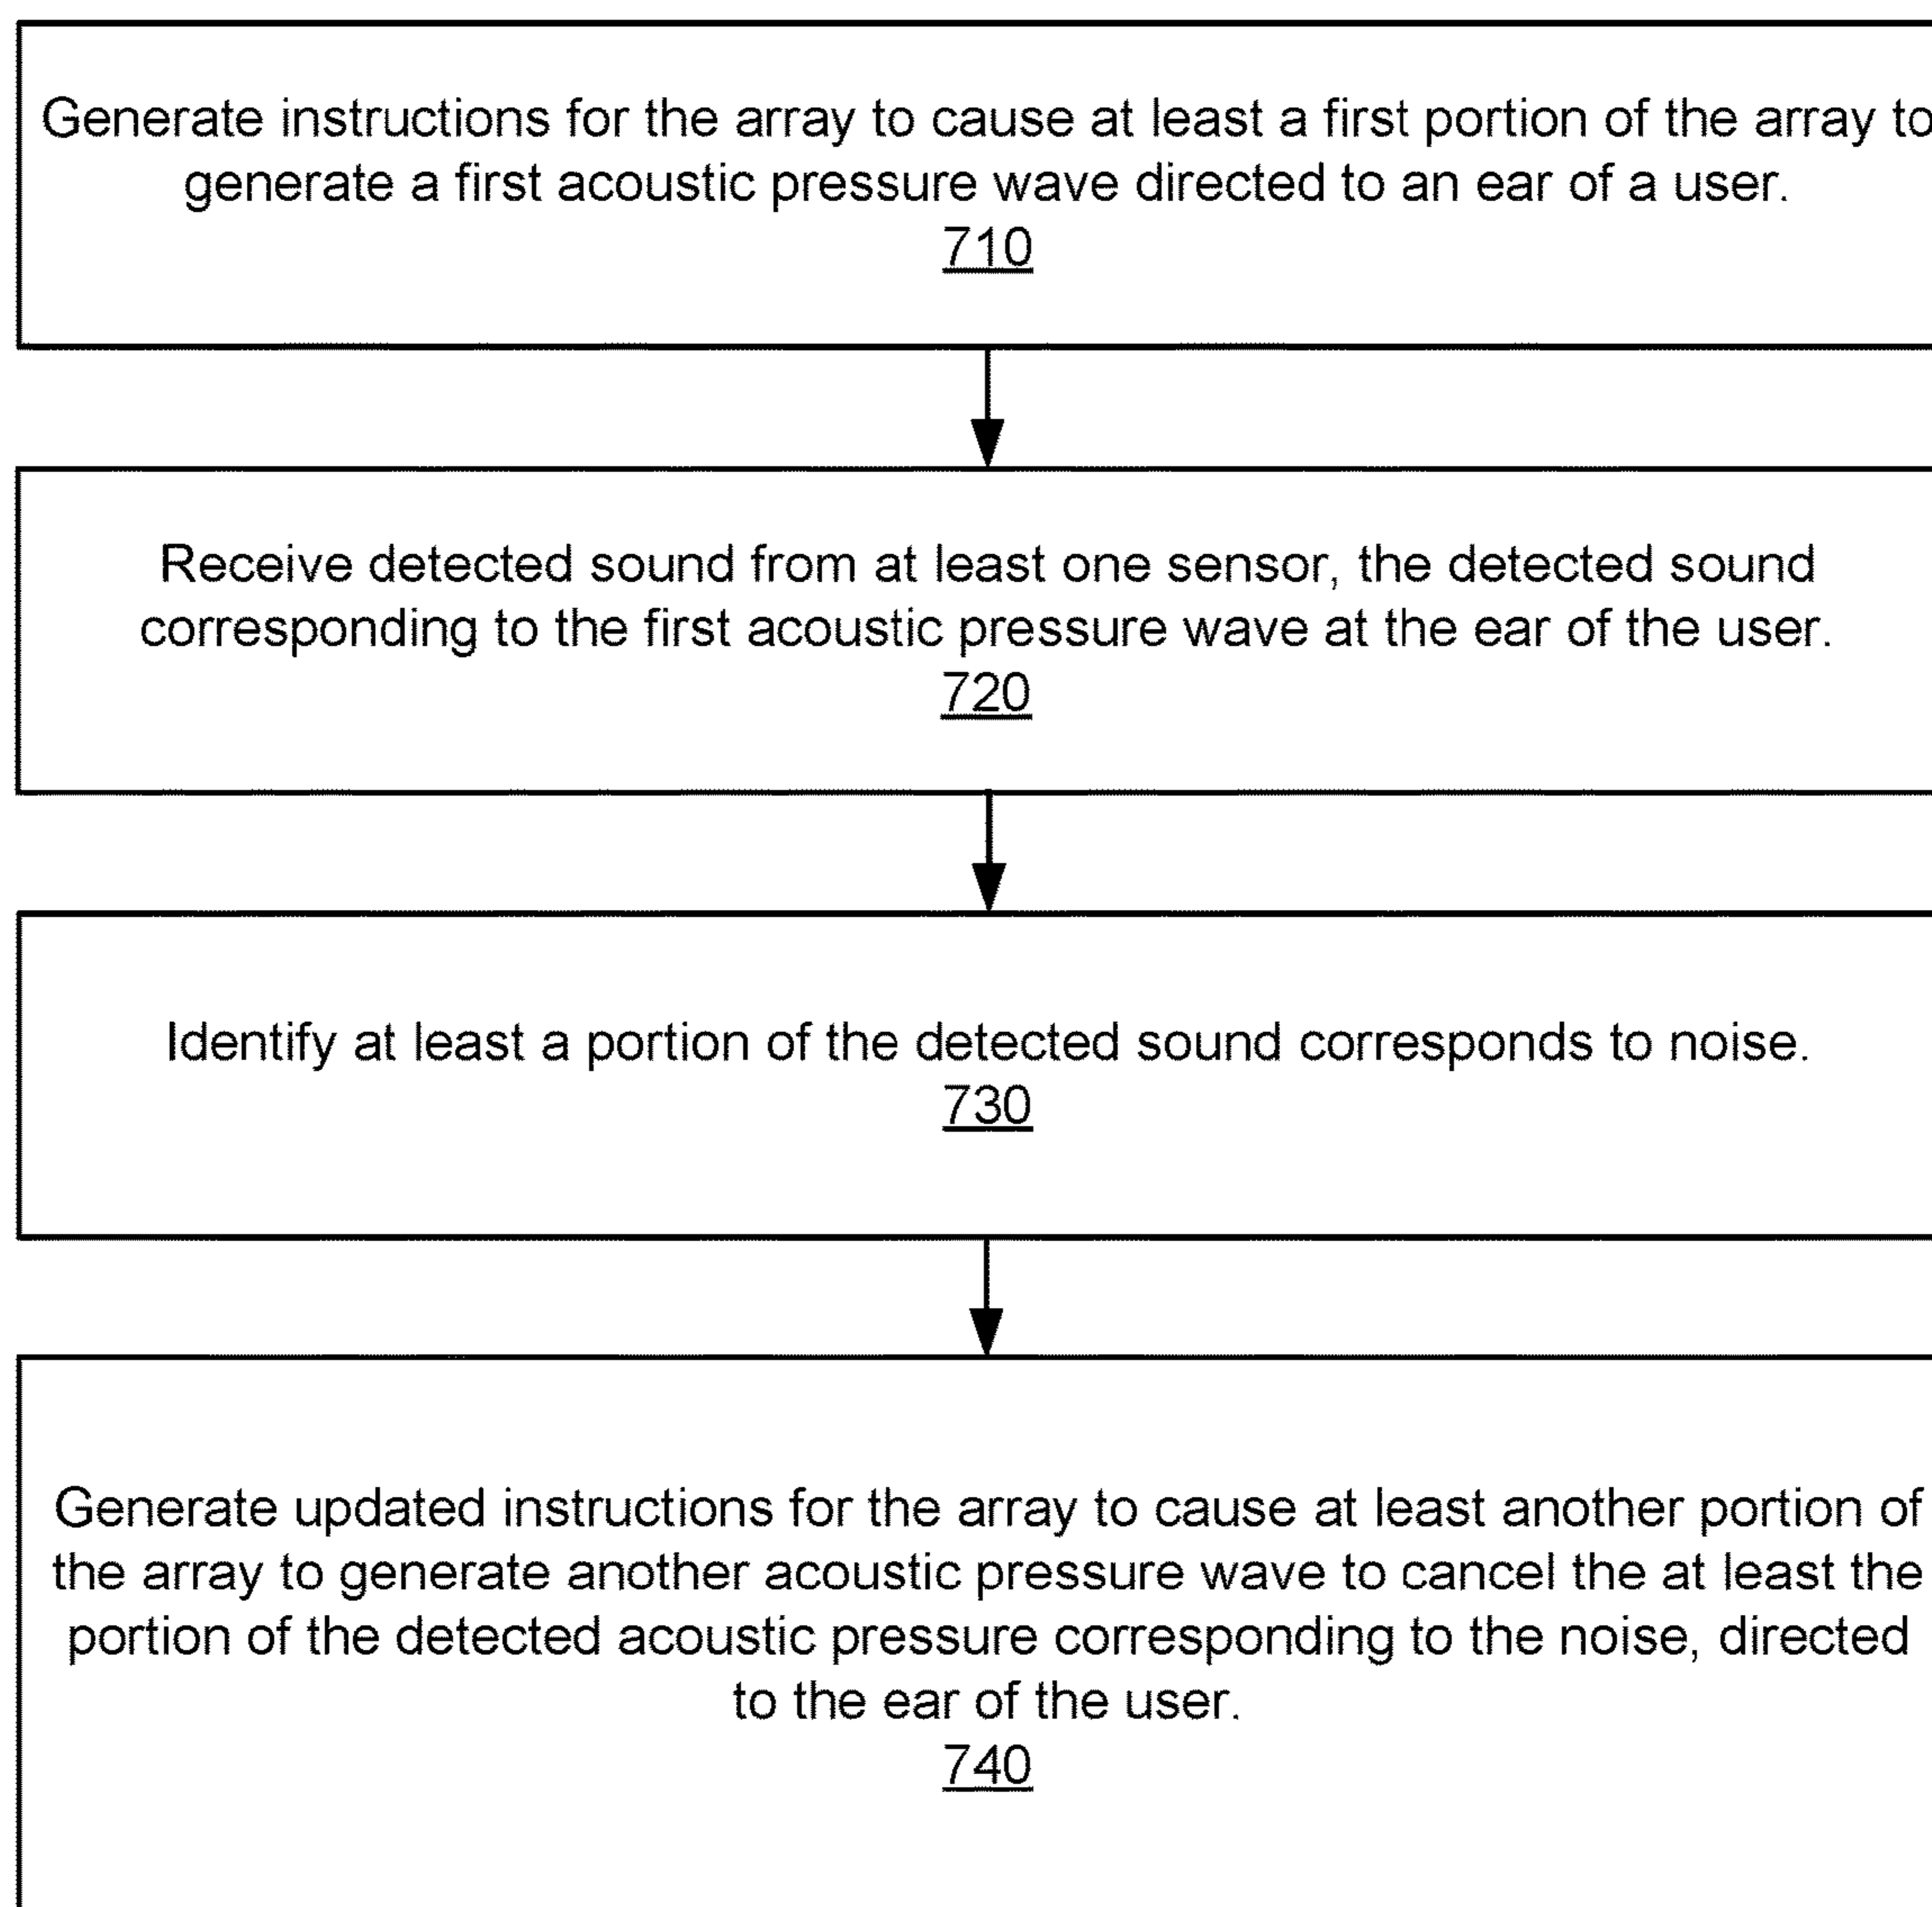 Generate instructions for the array to cause at least a first portion of the array to
generate a first acoustic pressure wave directed to an ear of a user.
710
Receive detected sound from at least one sensor, the detected sound
corresponding to the first acoustic pressure wave at the ear of the user.
720
Identify at least a portion of the detected sound corresponds to noise.
730
Generate updated instructions for the array to cause at least another portion of
the array to generate another acoustic pressure wave to cancel the at least the
portion of the detected acoustic pressure corresponding to the noise, directed
to the ear of the user.
740